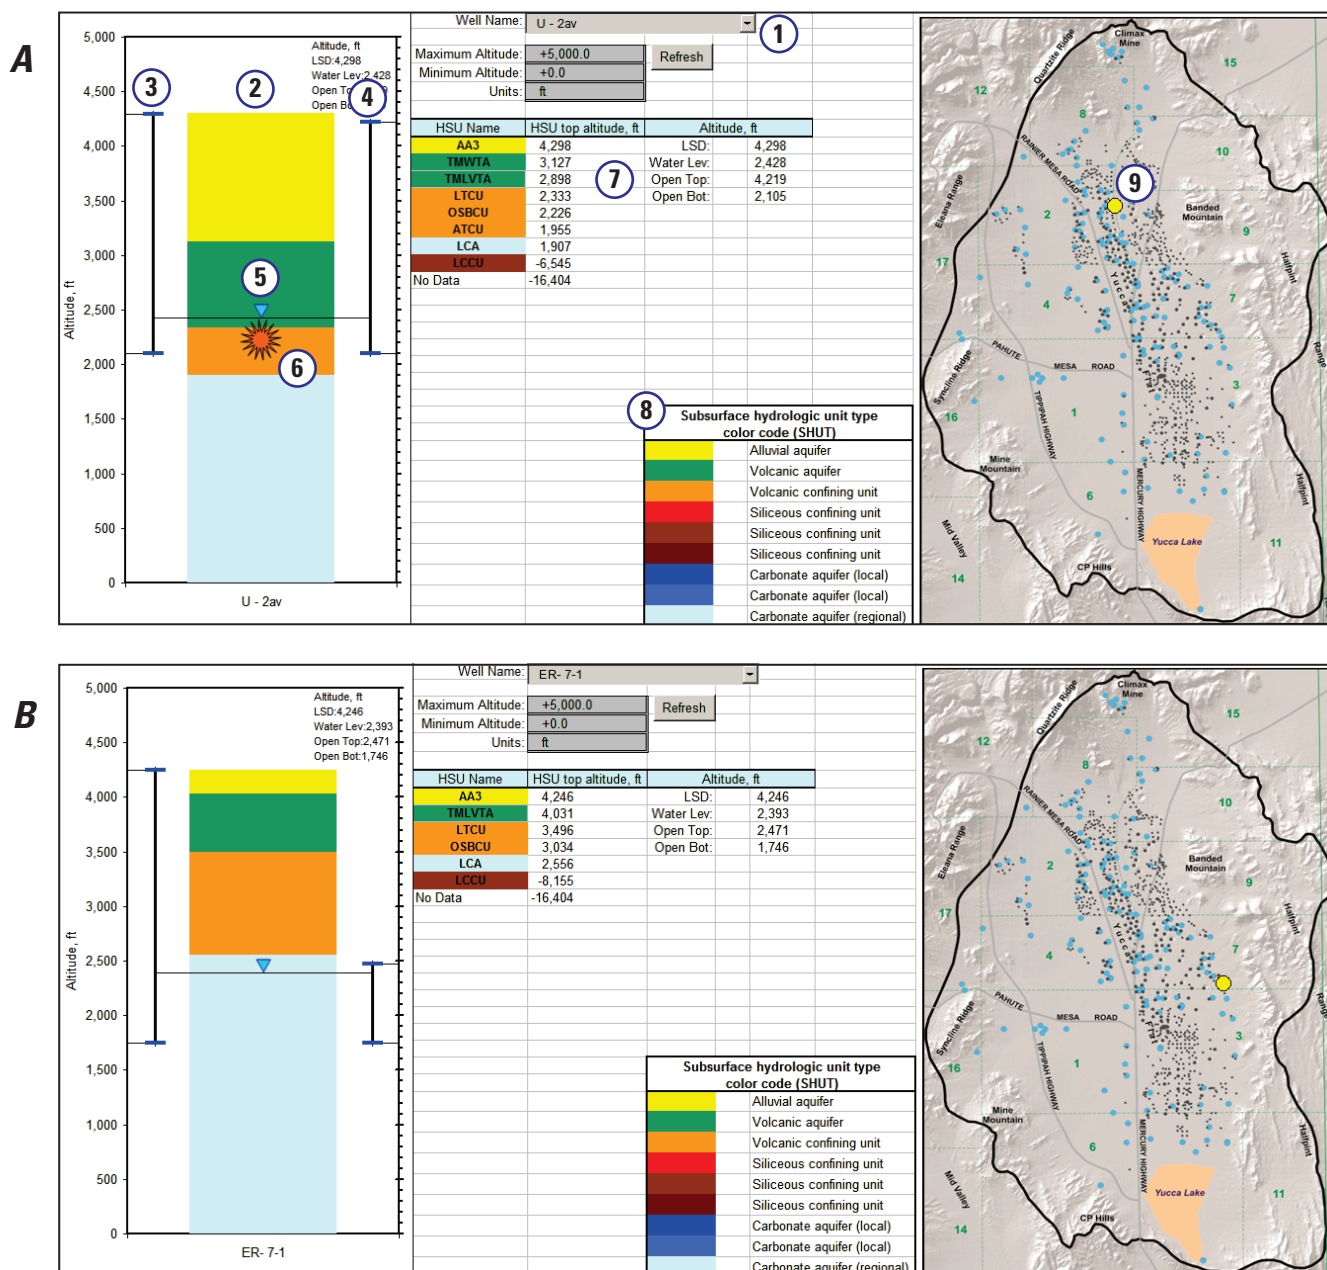 A
5,000
4,500
4,000
3,500
3,000
2,500
2,000
1,500
1,000
500
0
Altitude, ft
Altitude, ft
LSD:4,298
Water Lev:2,428
Open
Open
3
2
4
5
6
U - 2av
Well Name: U - 2av
1
Maximum Altitude: +5,000.0
Refresh
Minimum Altitude: +0.0
Units: ft
HSU Name HSU top altitude, ft Altitude, ft
AA3 4,298 LSD: 4,298
TMWTA 3,127 Water Lev: 2,428
TMLVTA 2,898 Open Top: 4,219
LTCU 2,333 Open Bot: 2,105
OSBCU 2,226
ATCU 1,955
LCA 1,907
LCCU -6,545
No Data -16,404
7
8
Subsurface hydrologic unit type
color code (SHUT)
Alluvial aquifer
Volcanic aquifer
Volcanic confining unit
Siliceous confining unit
Siliceous confining unit
Siliceous confining unit
Carbonate aquifer (local)
Carbonate aquifer (local)
Carbonate aquifer (regional)
Climax
Mine
Quartzite Ridge
15
12
8
10
RAINIER MESA ROAD
9
Eleana Range
2
Banded
Mountain
9
17
Halfpint
Yucca
4
7
PAHUTE MESA ROAD
Flat
Range
Syncline Ridge
3
16
TIPPIPAH HIGHWAY
1
Mine
Mountain
6
MERCURY HIGHWAY
Halfpint
Mid Valley
Yucca Lake
11
CP Hills
14
B
5,000
4,500
4,000
3,500
3,000
2,500
2,000
1,500
1,000
500
0
Altitude, ft
Altitude, ft
LSD:4,246
Water Lev:2,393
Open Top:2,471
Open Bot:1,746
ER- 7-1
Well Name: ER- 7-1
Maximum Altitude: +5,000.0
Refresh
Minimum Altitude: +0.0
Units: ft
HSU Name HSU top altitude, ft Altitude, ft
AA3 4,246 LSD: 4,246
TMLVTA 4,031 Water Lev: 2,393
LTCU 3,496 Open Top: 2,471
OSBCU 3,034 Open Bot: 1,746
LCA 2,556
LCCU -8,155
No Data -16,404
Subsurface hydrologic unit type
color code (SHUT)
Alluvial aquifer
Volcanic aquifer
Volcanic confining unit
Siliceous confining unit
Siliceous confining unit
Siliceous confining unit
Carbonate aquifer (local)
Carbonate aquifer (local)
Carbonate aquifer (regional)
Climax
Mine
Quartzite Ridge
15
12
8
10
RAINIER MESA ROAD
Eleana Range
2
Banded
Mountain
9
17
Halfpint
Yucca
4
7
PAHUTE MESA ROAD
Flat
Range
Syncline Ridge
3
16
TIPPIPAH HIGHWAY
1
Mine
Mountain
6
MERCURY HIGHWAY
Halfpint
Mid Valley
Yucca Lake
11
CP Hills
14